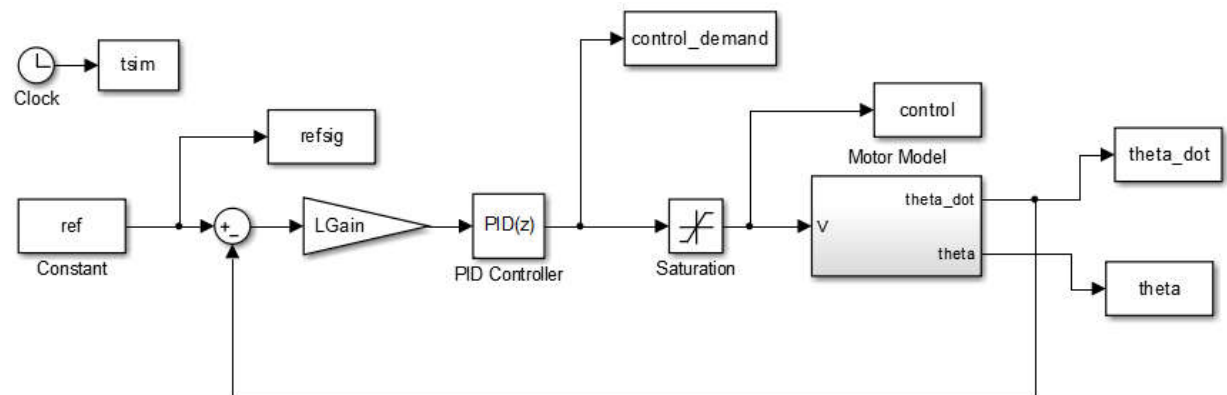 control_demand
tsim
Clock
control
refsig
Motor Model
theta_dot
ref
+
-
LGain
PID(z)
V
theta_dot
theta
Constant
PID Controller
Saturation
theta